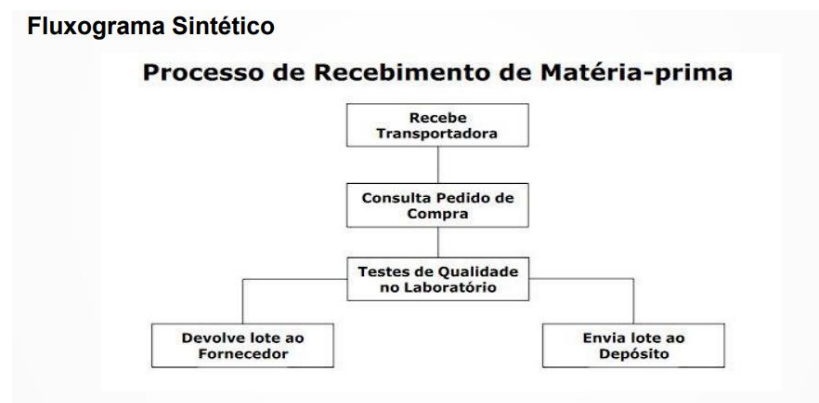 Fluxograma Sintético
Processo de Recebimento de Matéria-prima
Recebe
Transportadora
Consulta Pedido de
Compra
Testes de Qualidade
no Laboratório
Devolve lote ao
Fornecedor
Envia lote ao
Depósito